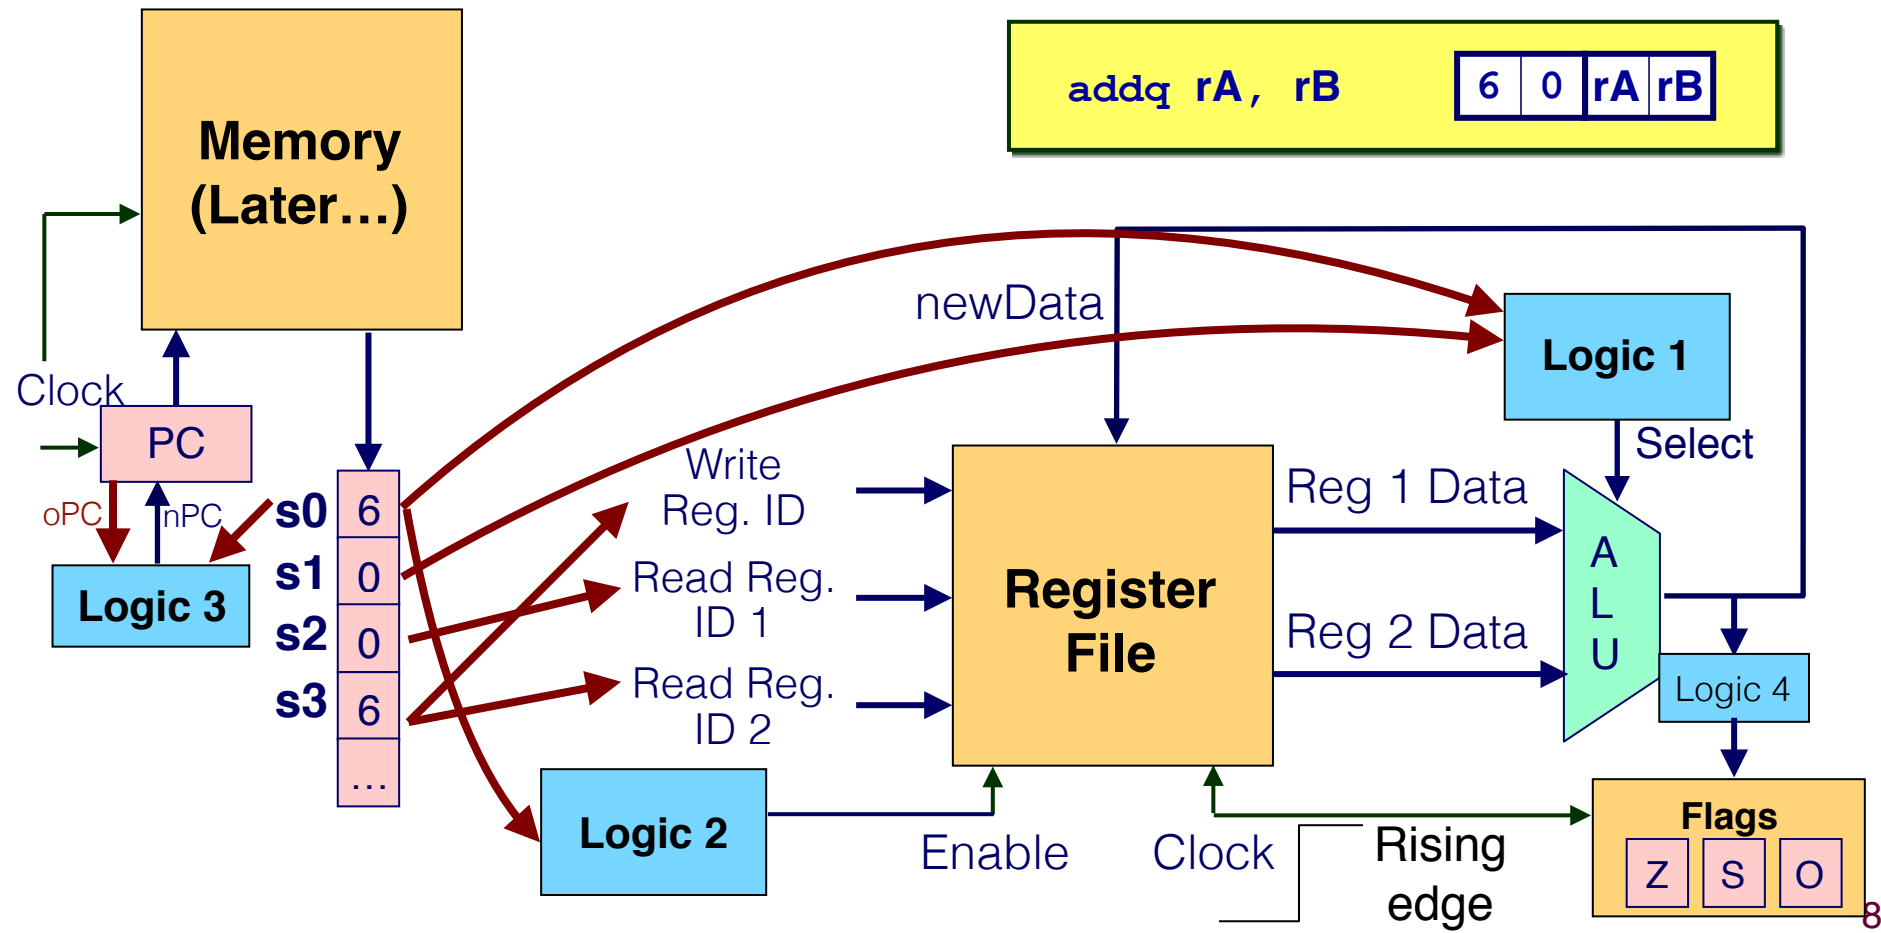 addq rA, rB
6 0 rA rB
Memory
(Later...)
newData
Logic 1
Clock
PC
Select
Write
Reg. ID
Reg 1 Data
oPC
nPC
s0 6
s1 0
s2 0
s3 6
...
Logic 3
Read Reg.
ID 1
Read Reg.
ID 2
Register
File
Reg 2 Data
A
L
U
Logic 4
Logic 2
Enable
Clock
Rising
edge
Flags
Z S O
8